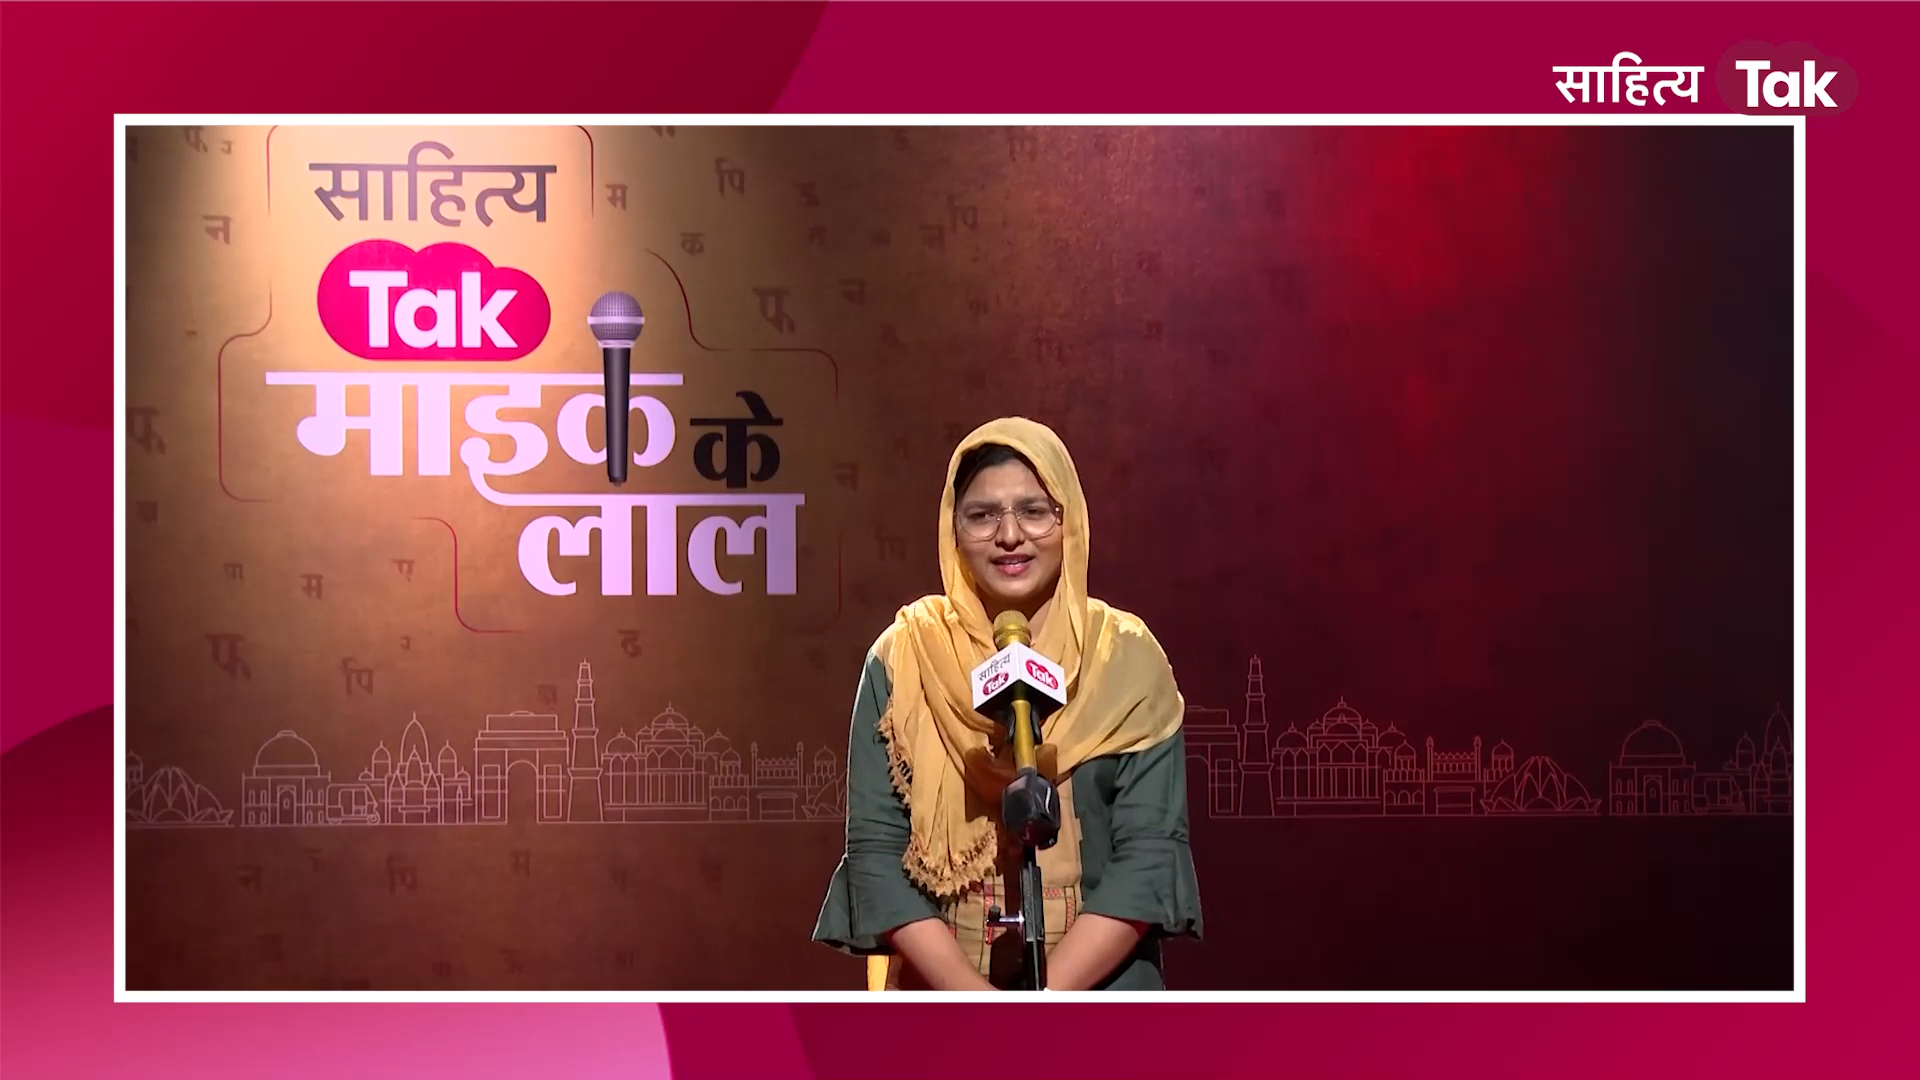 साहित्य Tak
साहित्य
Tak
माइक के
लाल
साहित्य
Tak
Tak